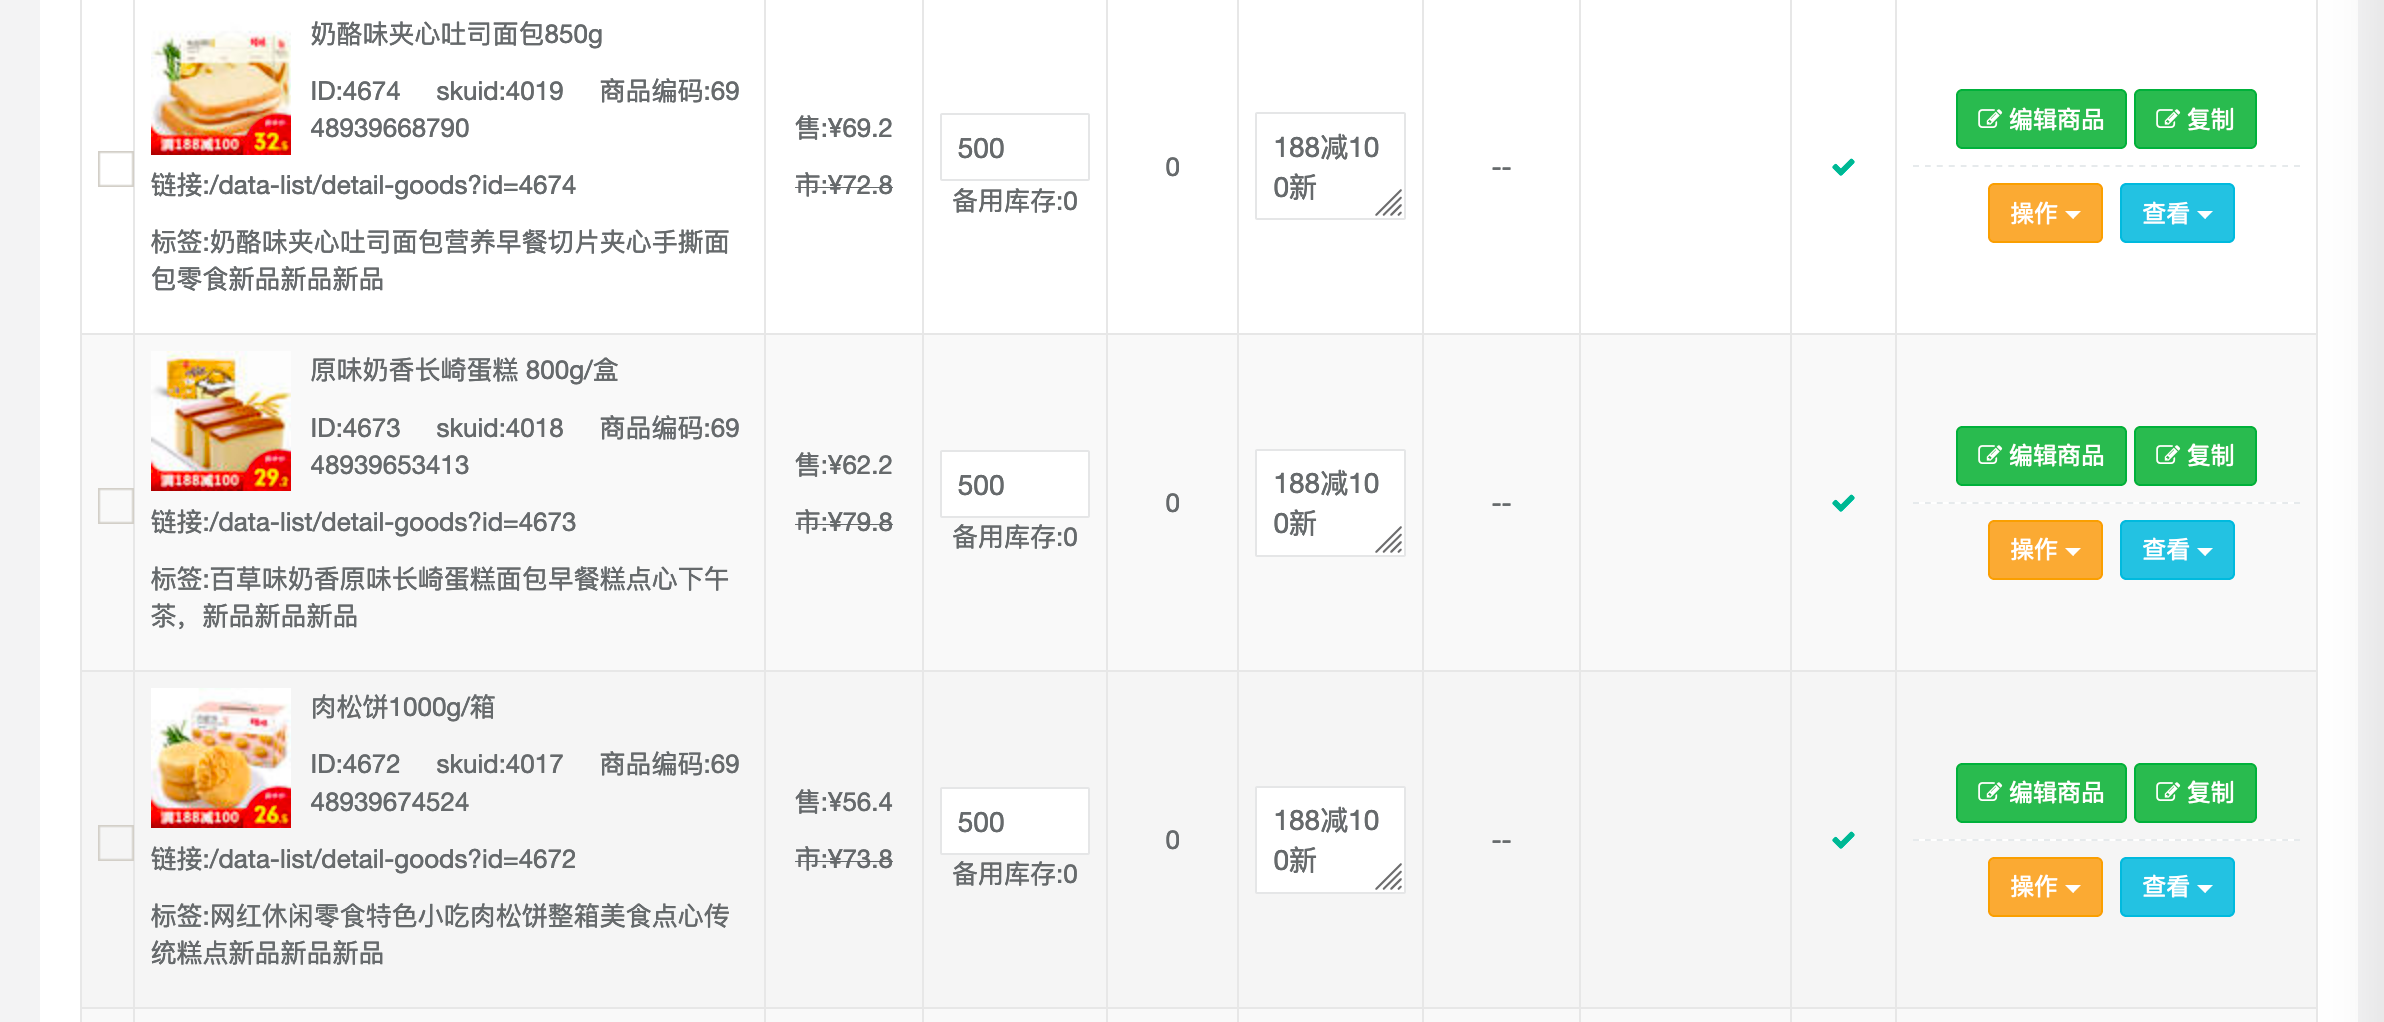 奶酪味夹心吐司面包850g
ID:4674 skuid:4019 商品编码:69
48939668790
满188减100 32.5
链接:/data-list/detail-goods?id=4674
标签:奶酪味夹心吐司面包营养早餐切片夹心手撕面
包零食新品新品新品
售:¥69.2
市:¥72.8
500
备用库存:0
0
188减10
0新
--
编辑商品 复制
操作 查看
原味奶香长崎蛋糕 800g/盒
ID:4673 skuid:4018 商品编码:69
48939653413
满188减100 29.2
链接:/data-list/detail-goods?id=4673
标签:百草味奶香原味长崎蛋糕面包早餐糕点心下午
茶，新品新品新品
售:¥62.2
市:¥79.8
500
备用库存:0
0
188减10
0新
--
编辑商品 复制
操作 查看
肉松饼1000g/箱
ID:4672 skuid:4017 商品编码:69
48939674524
满188减100 26.5
链接:/data-list/detail-goods?id=4672
标签:网红休闲零食特色小吃肉松饼整箱美食点心传
统糕点新品新品新品
售:¥56.4
市:¥73.8
500
备用库存:0
0
188减10
0新
--
编辑商品 复制
操作 查看